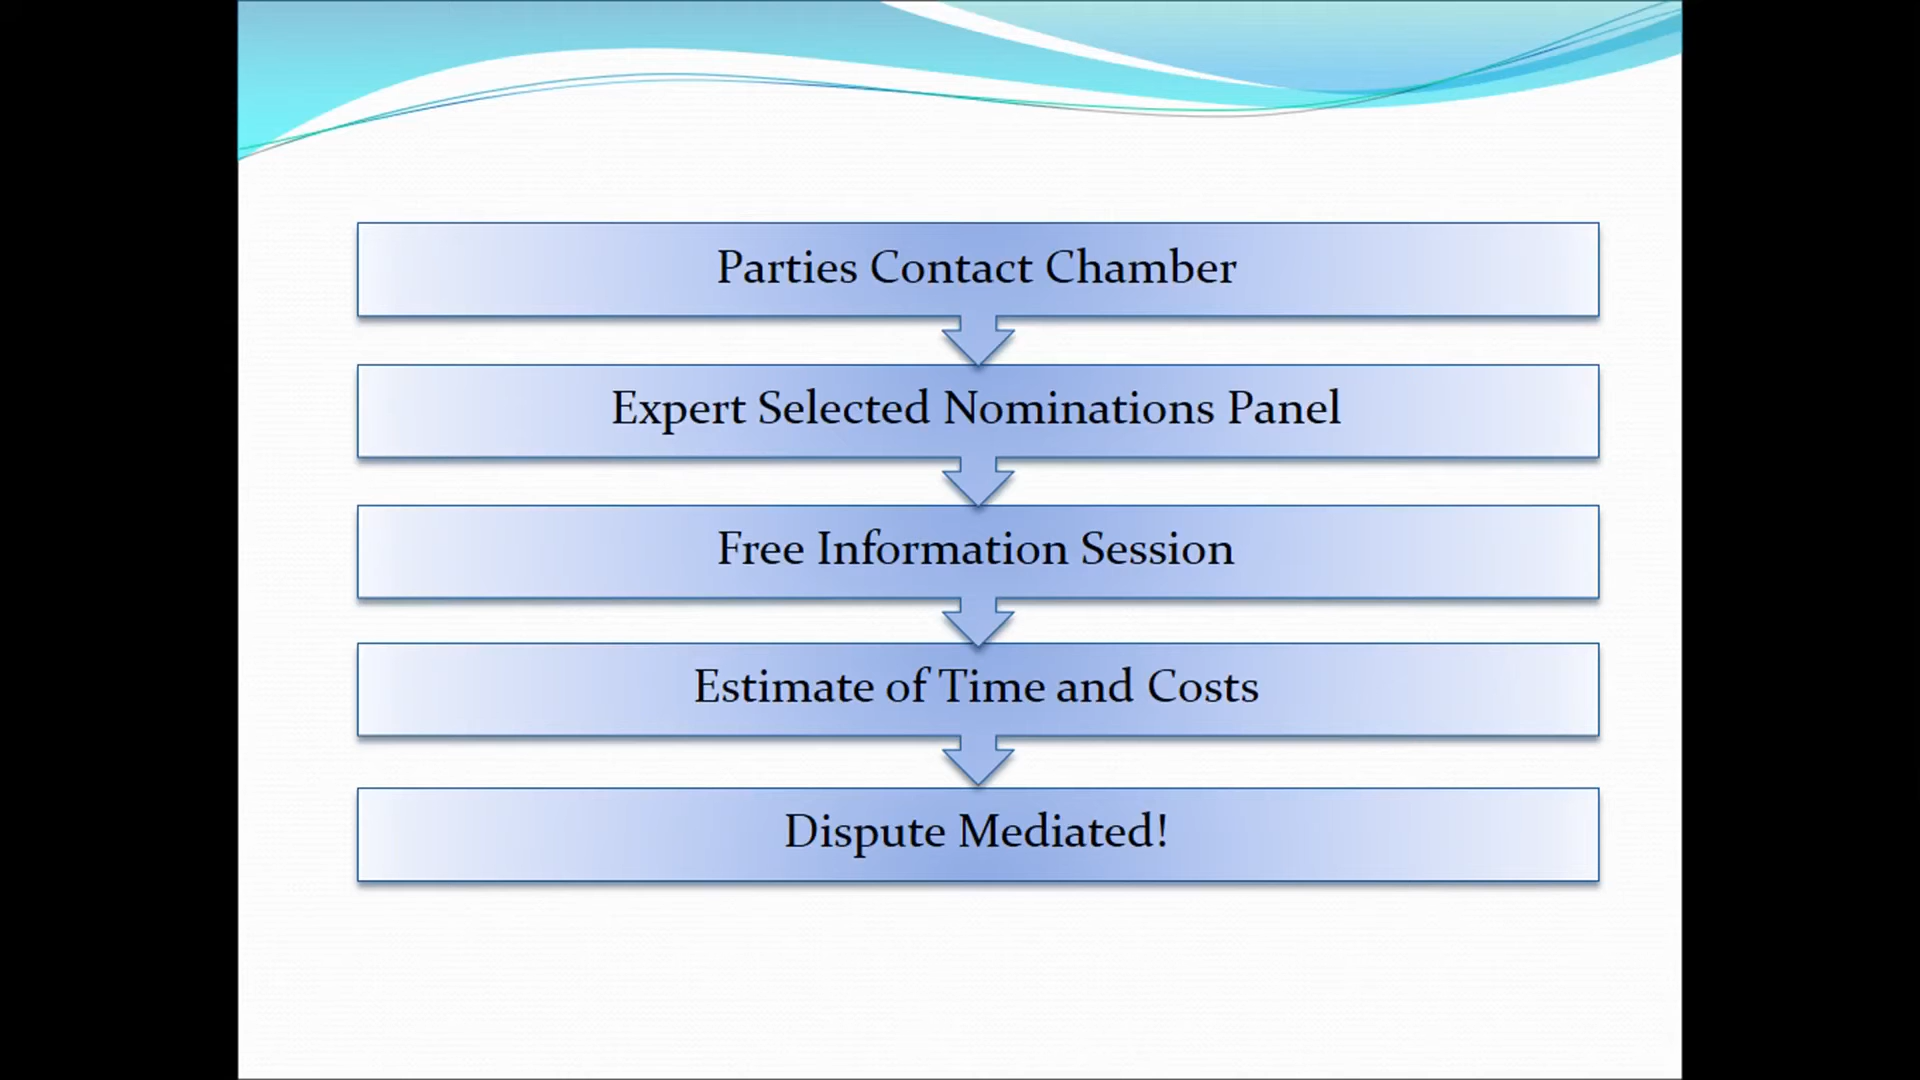 Parties Contact Chamber
Expert Selected Nominations Panel
Free Information Session
Estimate of Time and Costs
Dispute Mediated!